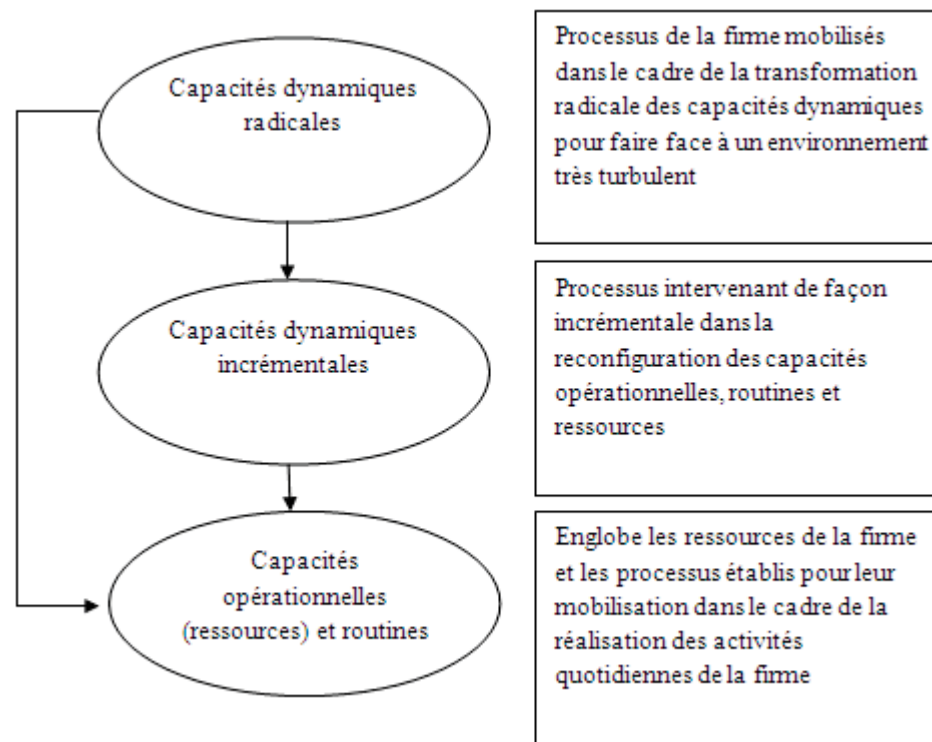 Capacités dynamiques
radicales
Processus de la firme mobilisés
dans le cadre de la transformation
radicale des capacités dynamiques
pour faire face à un environnement
très turbulent
Capacités dynamiques
incrémentales
Processus intervenant de façon
incrémentale dans la
reconfiguration des capacités
opérationnelles, routines et
ressources
Capacités
opérationnelles
(ressources) et routines
Englobe les ressources de la firme
et les processus établis pour leur
mobilisation dans le cadre de la
réalisation des activités
quotidiennes de la firme